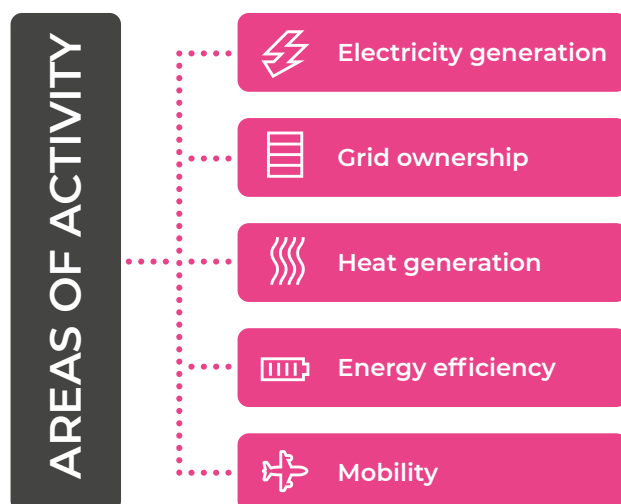 AREAS OF ACTIVITY
Electricity generation
Grid ownership
Heat generation
Energy efficiency
Mobility